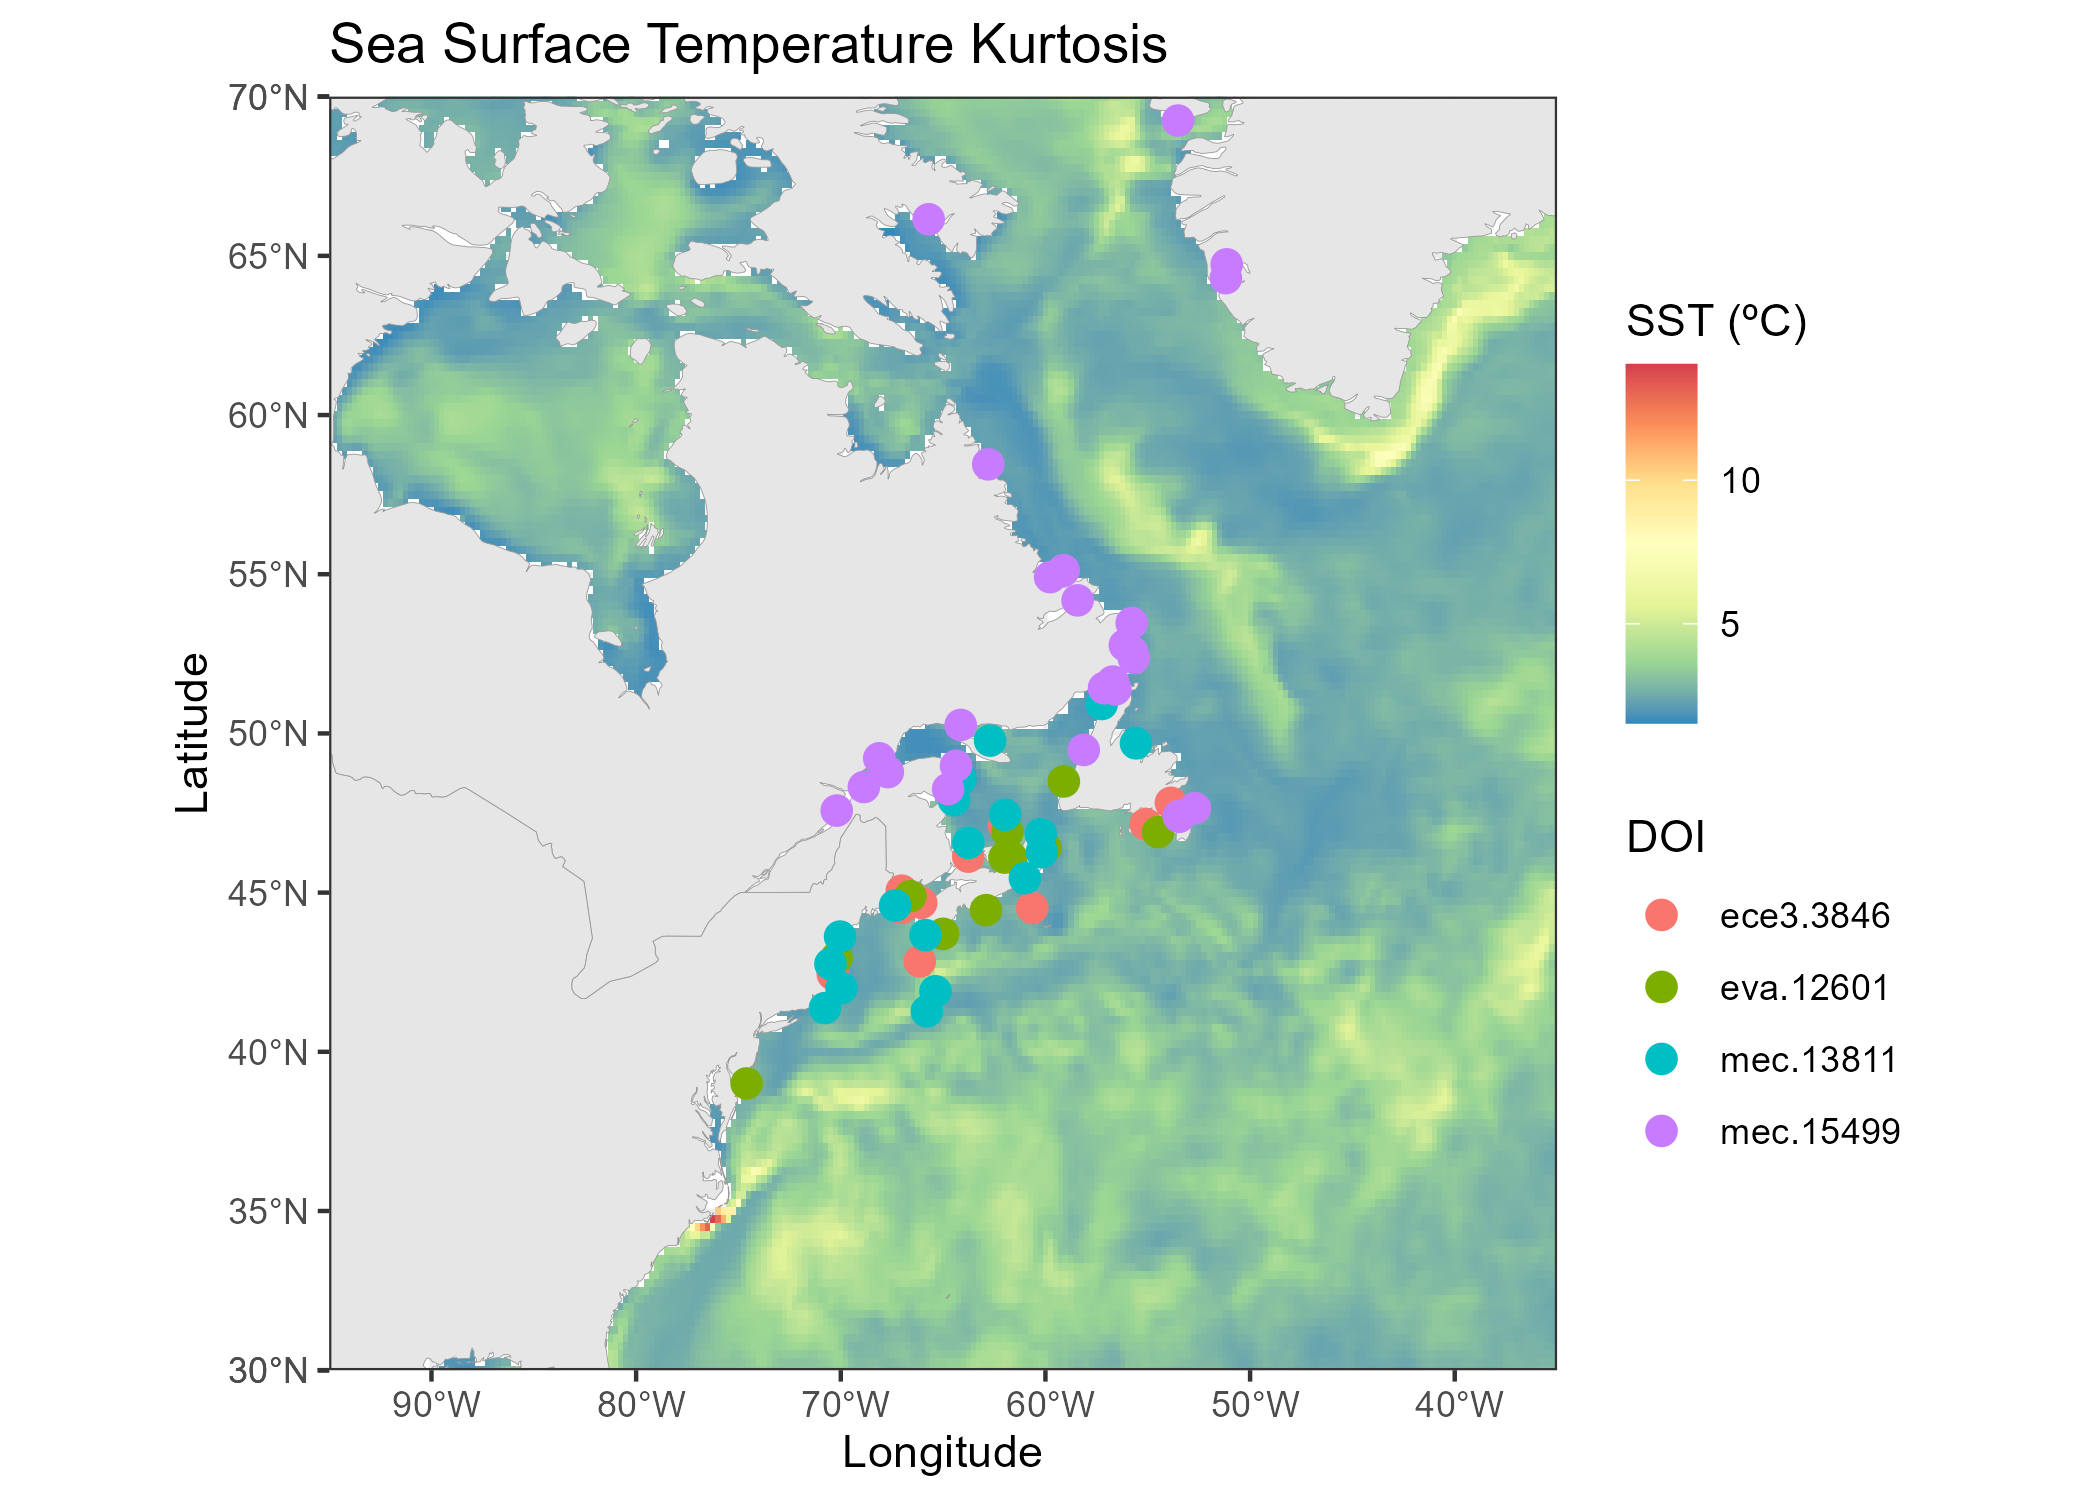 Sea Surface Temperature Kurtosis
70°N
65°N
60°N
55°N
50°N
45°N
40°N
35°N
30°N
90°W
80°W
70°W
60°W
50°W
40°W
Longitude
Latitude
SST (ºC)
10
5
DOI
ece3.3846
eva.12601
mec.13811
mec.15499